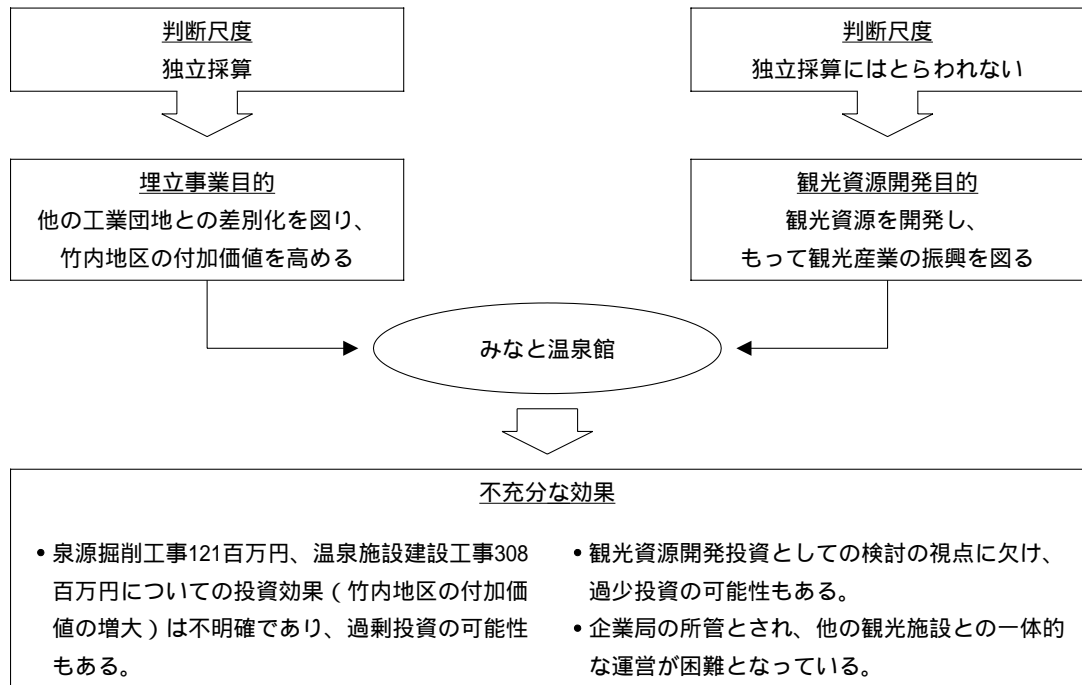 判断尺度
独立採算
判断尺度
独立採算にはとらわれない
埋立事業目的
他の工業団地との差別化を図り、
竹内地区の付加価値を高める
観光資源開発目的
観光資源を開発し、
もって観光産業の振興を図る
みなと温泉館
不充分な効果
• 泉源掘削工事121百万円、温泉施設建設工事308
百万円についての投資効果（竹内地区の付加価
値の増大）は不明確であり、過剰投資の可能性
もある。
• 観光資源開発投資としての検討の視点に欠け、
過少投資の可能性もある。
• 企業局の所管とされ、他の観光施設との一体的
な運営が困難となっている。